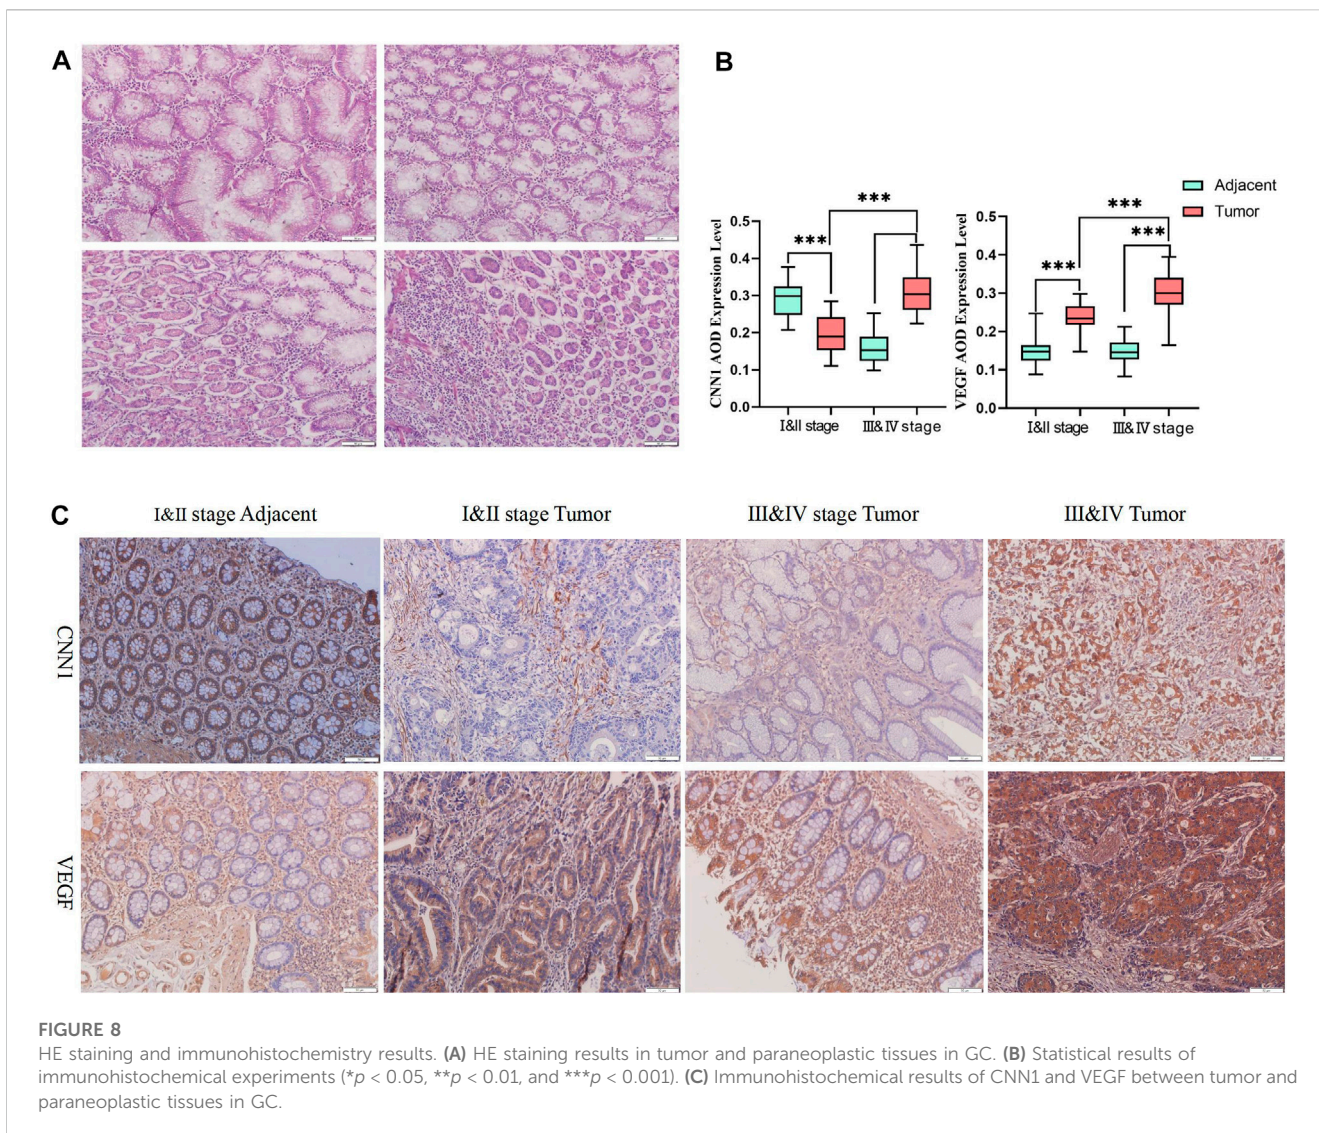 A
B
Adjacent
Tumor
CNN1 AOD Expression Level
0.5
0.4
0.3
0.2
0.1
0.0
***
***
I&II stage
III&IV stage
VEGF AOD Expression Level
0.5
0.4
0.3
0.2
0.1
0.0
***
***
***
I&II stage
III&IV stage
C
I&II stage Adjacent
I&II stage Tumor
III&IV stage Tumor
III&IV Tumor
CNN1
VEGF
FIGURE 8
HE staining and immunohistochemistry results. (A) HE staining results in tumor and paraneoplastic tissues in GC. (B) Statistical results of
immunohistochemical experiments (*p < 0.05, **p < 0.01, and ***p < 0.001). (C) Immunohistochemical results of CNN1 and VEGF between tumor and
paraneoplastic tissues in GC.